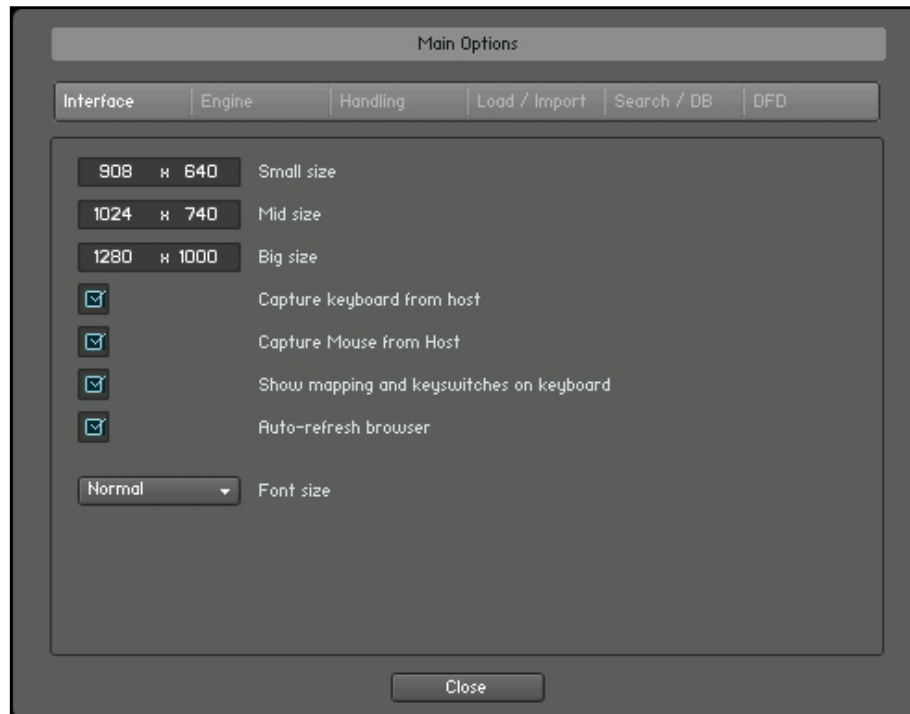 Main Options
Interface Engine Handling Load / Import Search / DB DFD
908 x 640 Small size
1024 x 740 Mid size
1280 x 1000 Big size
Capture keyboard from host
Capture Mouse from Host
Show mapping and keyswitches on keyboard
Auto-refresh browser
Normal Font size
Close